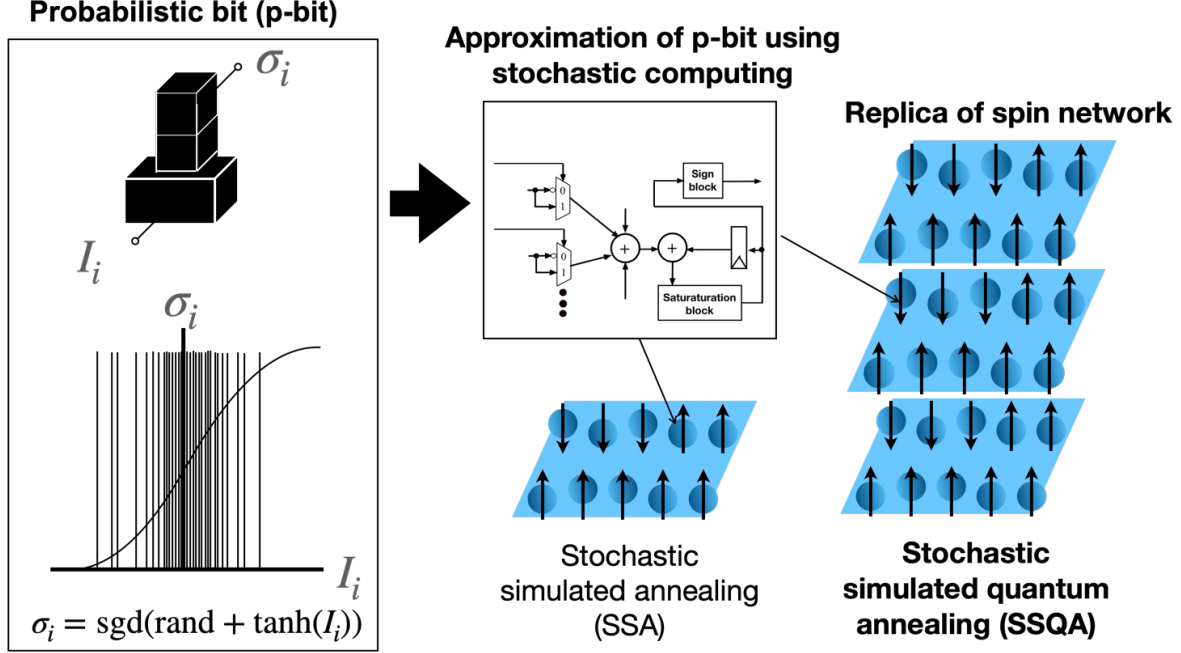 Probabilistic bit (p-bit)
σᵢ
Iᵢ
σᵢ
Iᵢ
σᵢ = sgd(rand + tanh(Iᵢ))
Approximation of p-bit using
stochastic computing
0
1
0
1
+
+
Sign
block
Saturaturation
block
Stochastic
simulated annealing
(SSA)
Replica of spin network
Stochastic
simulated quantum
annealing (SSQA)